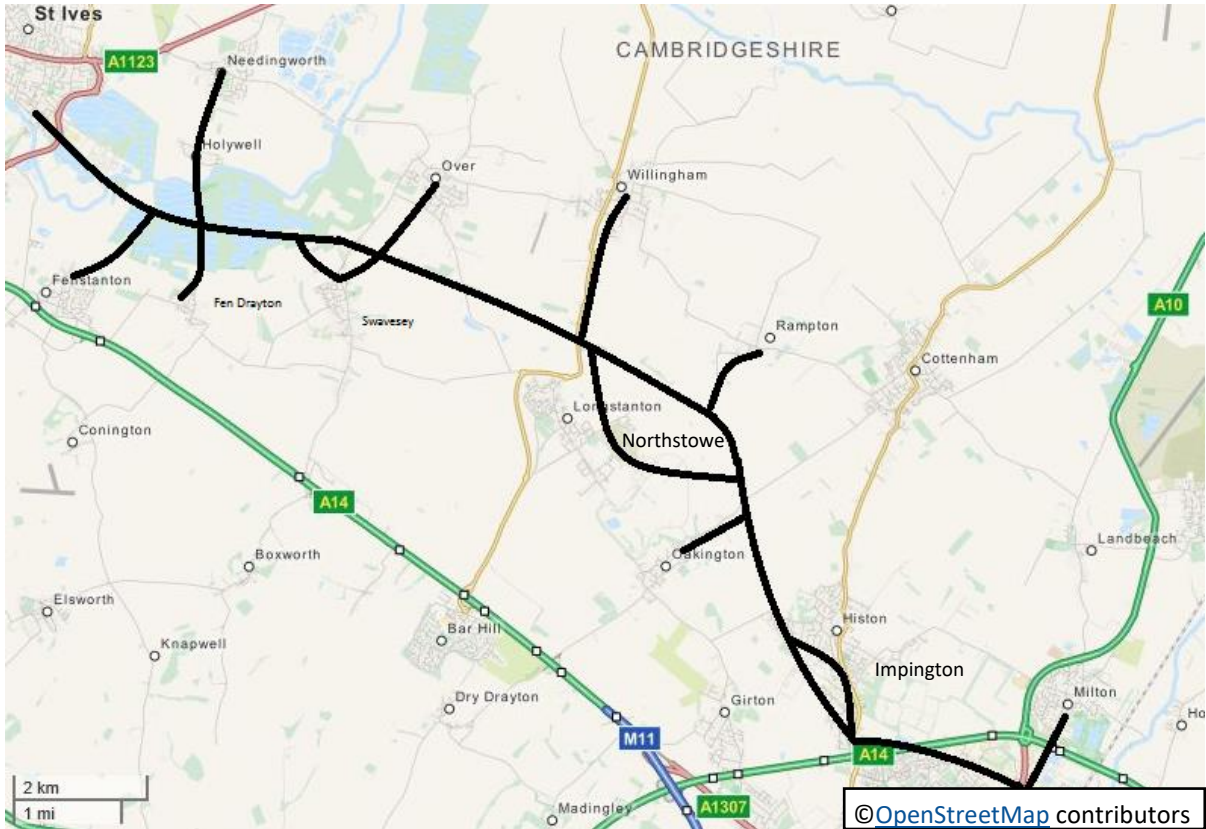 St Ives
A1123
Needingworth
CAMBRIDGESHIRE
Holywell
Over
Willingham
Fenstanton
Fen Drayton
Swavesey
A10
Rampton
Cottenham
Conington
Longstanton
Northstowe
A14
Landbeach
Boxworth
Oakington
Elsworth
Histon
Bar Hill
Knapwell
Impington
Dry Drayton
Girton
Milton
M11
A14
2 km
1 mi
Madingley
A1307
©OpenStreetMap contributors